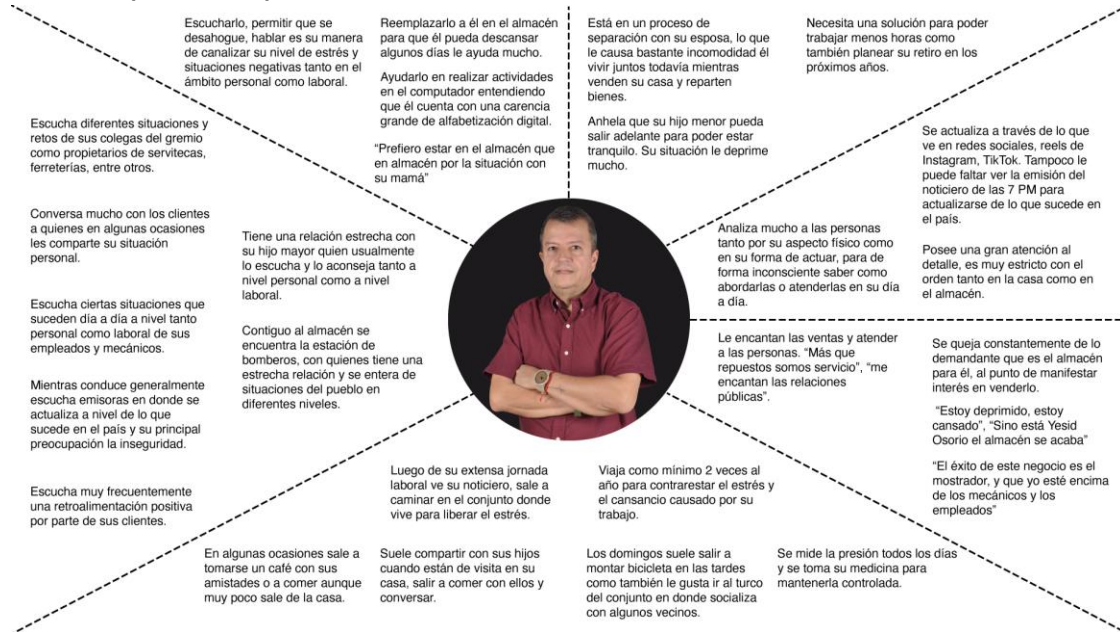 Escucharlo, permitir que se
desahogue, hablar es su manera
de canalizar su nivel de estrés y
situaciones negativas tanto en el
ámbito personal como laboral.
Reemplazarlo a él en el almacén
para que él pueda descansar
algunos días le ayuda mucho.
Ayudarlo en realizar actividades
en el computador entendiendo
que él cuenta con una carencia
grande de alfabetización digital.
“Prefiero estar en el almacén que
en almacén por la situación con
su mamá”
Está en un proceso de
separación con su esposa, lo que
le causa bastante incomodidad él
vivir juntos todavía mientras
venden su casa y reparten
bienes.
Anhela que su hijo menor pueda
salir adelante para poder estar
tranquilo. Su situación le deprime
mucho.
Necesita una solución para poder
trabajar menos horas como
también planear su retiro en los
próximos años.
Escucha diferentes situaciones y
retos de sus colegas del gremio
como propietarios de servitecas,
ferreterías, entre otros.
Conversa mucho con los clientes
a quienes en algunas ocasiones
les comparte su situación
personal.
Escucha ciertas situaciones que
suceden día a día a nivel tanto
personal como laboral de sus
empleados y mecánicos.
Mientras conduce generalmente
escucha emisoras en donde se
actualiza a nivel de lo que
sucede en el país y su principal
preocupación la inseguridad.
Escucha muy frecuentemente
una retroalimentación positiva
por parte de sus clientes.
Tiene una relación estrecha con
su hijo mayor quien usualmente
lo escucha y lo aconseja tanto a
nivel personal como a nivel
laboral.
Contiguo al almacén se
encuentra la estación de
bomberos, con quienes tiene una
estrecha relación y se entera de
situaciones del pueblo en
diferentes niveles.
Analiza mucho a las personas
tanto por su aspecto físico como
en su forma de actuar, para de
forma inconsciente saber como
abordarlas o atenderlas en su día
a día.
Se actualiza a través de lo que
ve en redes sociales, reels de
Instagram, TikTok. Tampoco le
puede faltar ver la emisión del
noticiero de las 7 PM para
actualizarse de lo que sucede en
el país.
Posee una gran atención al
detalle, es muy estricto con el
orden tanto en la casa como en
el almacén.
Le encantan las ventas y atender
a las personas. “Más que
repuestos somos servicio”, “me
encantan las relaciones
públicas”.
Se queja constantemente de lo
demandante que es el almacén
para él, al punto de manifestar
interés en venderlo.
“Estoy deprimido, estoy
cansado”, “Sino está Yesid
Osorio el almacén se acaba”
“El éxito de este negocio es el
mostrador, y que yo esté encima
de los mecánicos y los
empleados”
Luego de su extensa jornada
laboral ve su noticiero, sale a
caminar en el conjunto donde
vive para liberar el estrés.
Viaja como mínimo 2 veces al
año para contrarestar el estrés y
el cansancio causado por su
trabajo.
En algunas ocasiones sale a
tomarse un café con sus
amistades o a comer aunque
muy poco sale de la casa.
Suele compartir con sus hijos
cuando están de visita en su
casa, salir a comer con ellos y
conversar.
Los domingos suele salir a
montar bicicleta en las tardes
como también le gusta ir al turco
del conjunto en donde socializa
con algunos vecinos.
Se mide la presión todos los días
y se toma su medicina para
mantenerla controlada.